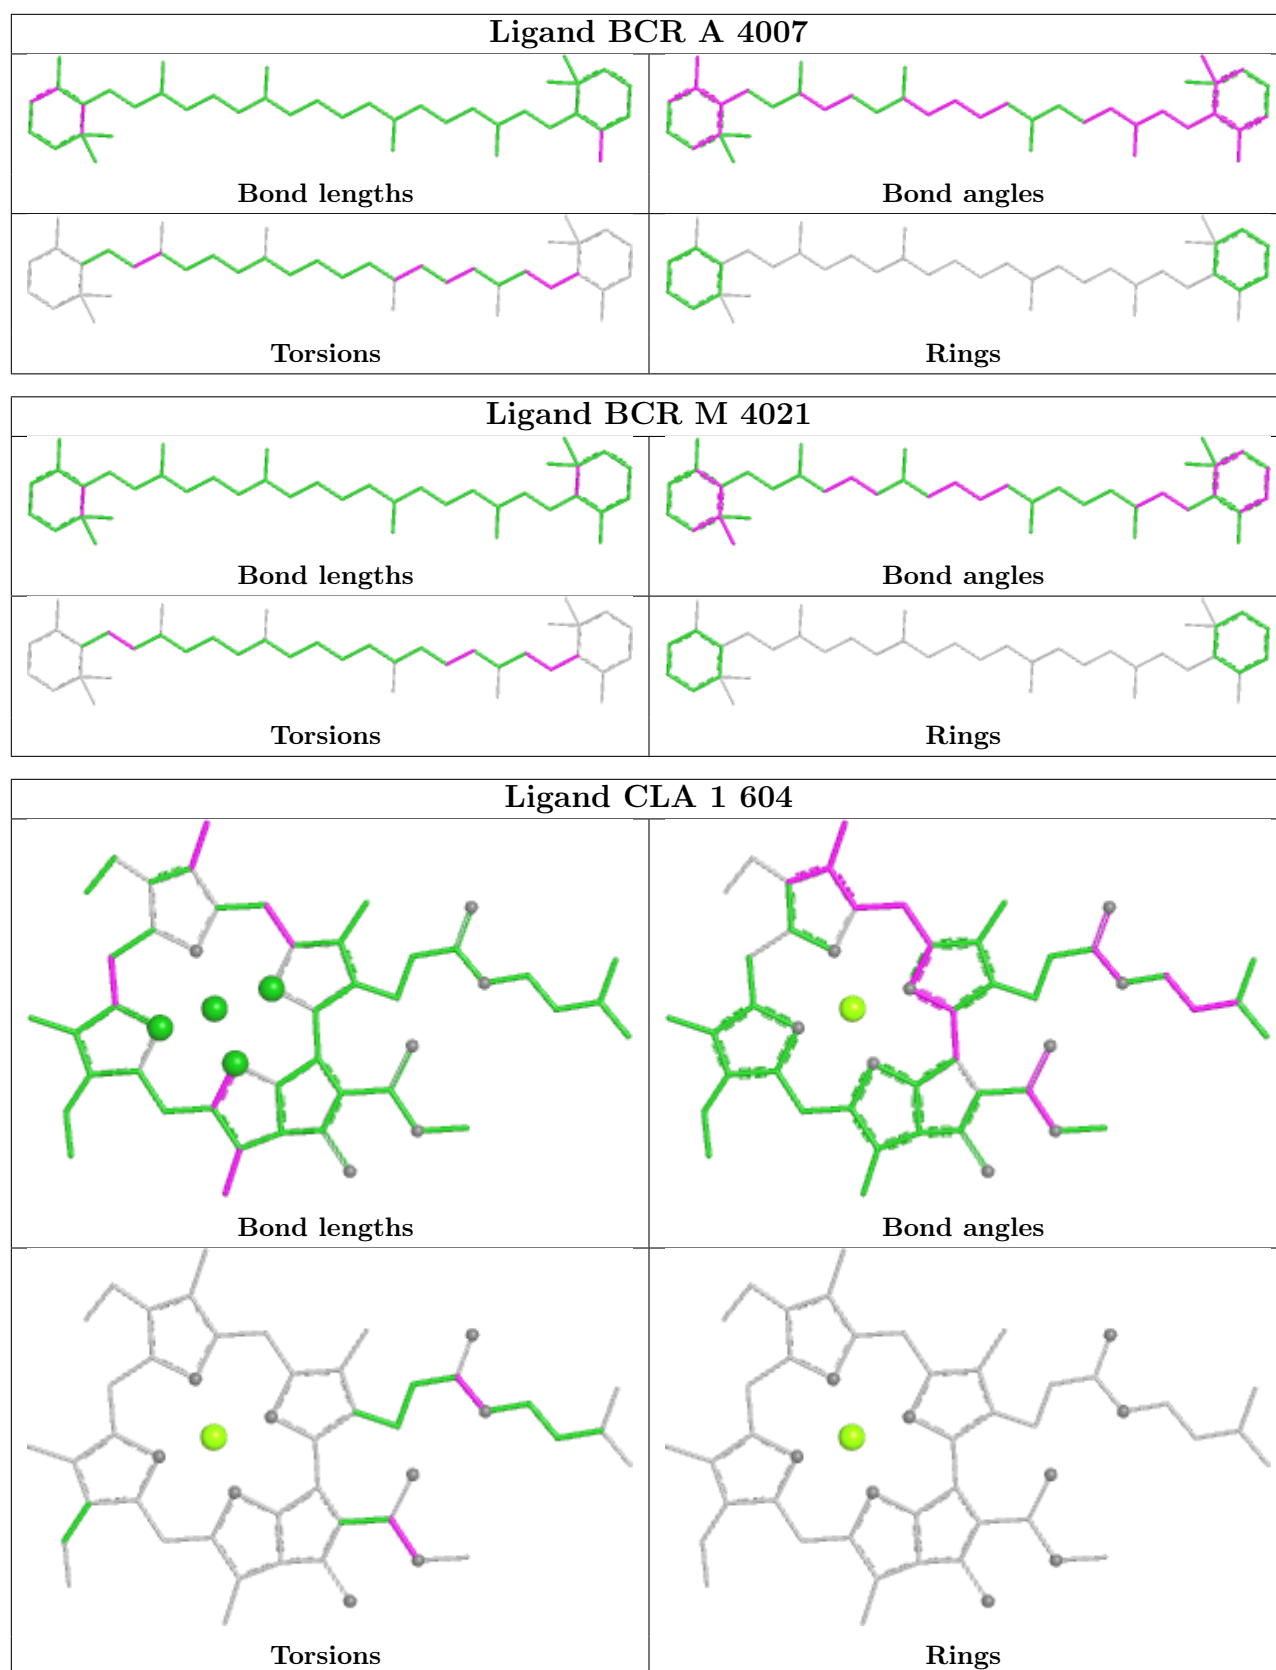 Ligand BCR A 4007
Bond lengths
Bond angles
Torsions
Rings
Ligand BCR M 4021
Bond lengths
Bond angles
Torsions
Rings
Ligand CLA 1 604
Bond lengths
Bond angles
Torsions
Rings